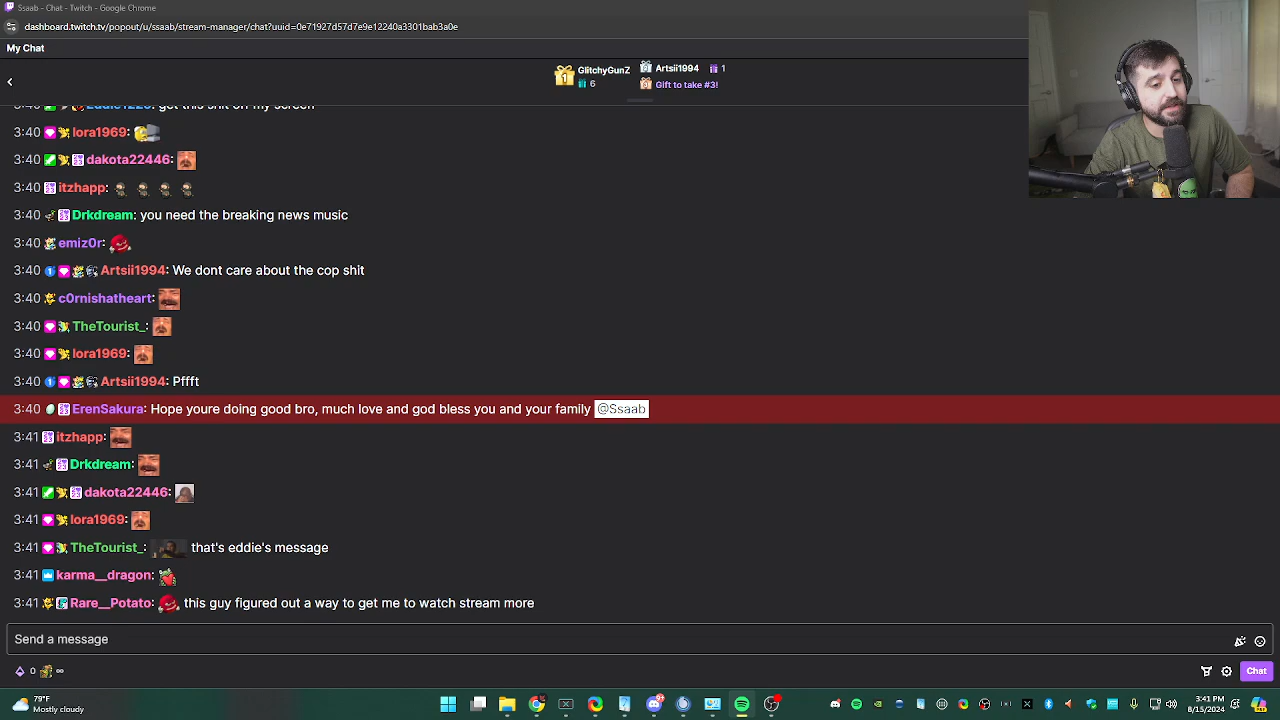 Ssaab - Chat - Twitch - Google Chrome
dashboard.twitch.tv/popout/u/ssaab/stream-manager/chat?uuid=0e71927d57d7e9e12240a3301bab3a0e
My Chat
1 GlitchyGunZ 6
Artsii1994 1
Gift to take #3!
3:40 Eddie1223: get this shit off my screen
3:40 lora1969:
3:40 dakota22446:
3:40 itzhapp:
3:40 Drkdream: you need the breaking news music
3:40 emiz0r:
3:40 Artsii1994: We dont care about the cop shit
3:40 c0rnishatheart:
3:40 TheTourist_:
3:40 lora1969:
3:40 Artsii1994: Pffft
3:40 ErenSakura: Hope youre doing good bro, much love and god bless you and your family @Ssaab
3:41 itzhapp:
3:41 Drkdream:
3:41 dakota22446:
3:41 lora1969:
3:41 TheTourist_: that's eddie's message
3:41 karma__dragon:
3:41 Rare__Potato: this guy figured out a way to get me to watch stream more
Send a message
0 ∞
Chat
79°F
Mostly cloudy
3:41 PM
8/15/2024